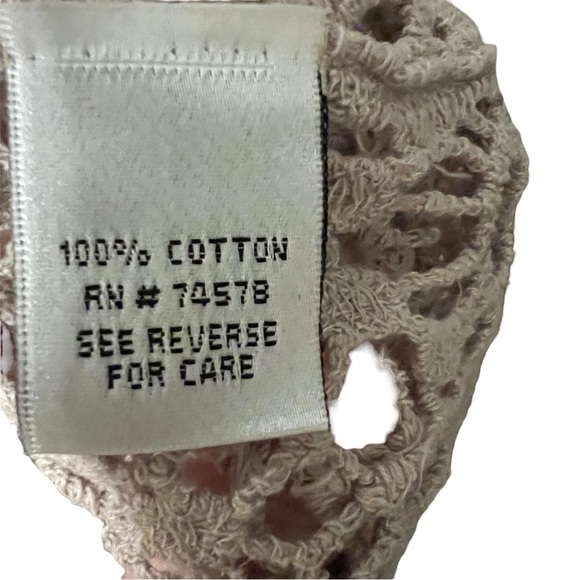 100% COTTON
RN # 74578
SEE REVERSE
FOR CARE